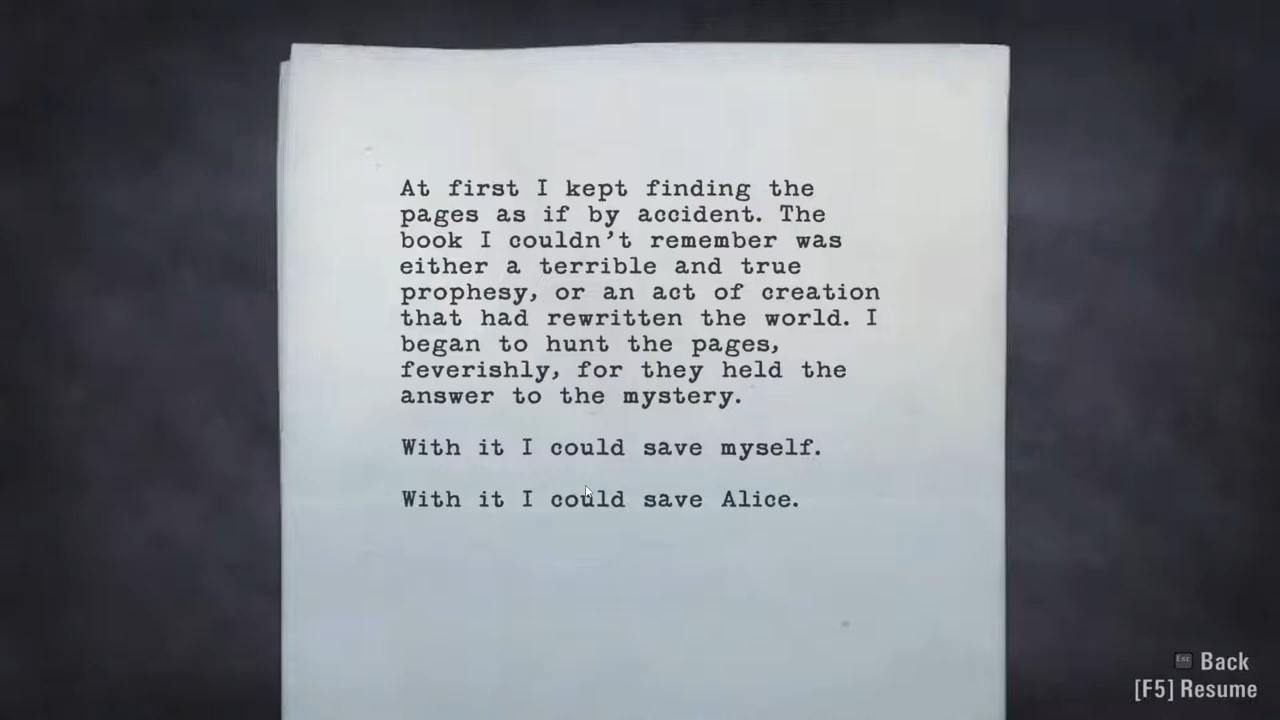 At first I kept finding the
pages as if by accident. The
book I couldn't remember was
either a terrible and true
prophesy, or an act of creation
that had rewritten the world. I
began to hunt the pages,
feverishly, for they held the
answer to the mystery.
With it I could save myself.
With it I could save Alice.
Esc Back
[F5] Resume